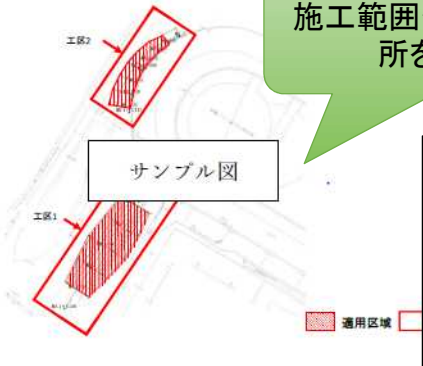 施工範囲
所を
工区2
サンプル図
工区1
適用区域